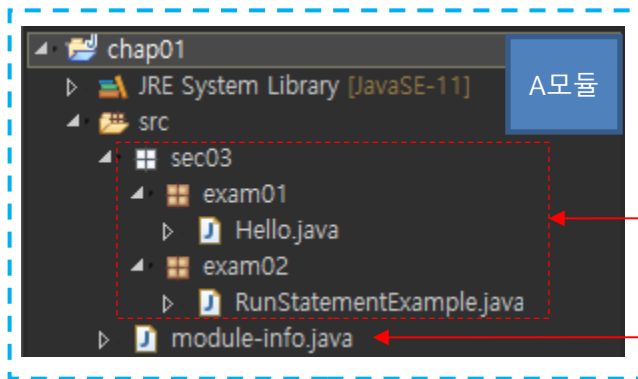 chap01
A모듈
JRE System Library [JavaSE-11]
src
sec03
exam01
Hello.java
exam02
RunStatementExample.java
module-info.java